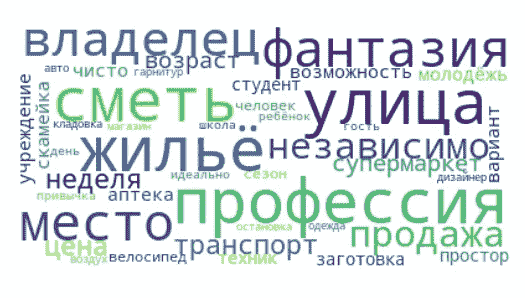 владелец
фантазия
возраст
авто
чисто
гарнитур
возможность
молодёжь
студент
скамейка
учреждение
сметь
человек
улица
кладовка
магазин
школа
ребёнок
гость
вариант
день
жильё
независимо
супермаркет
неделя
идеально
сезон
дизайнер
привычка
аптека
профессия
место
остановка
одежда
продажа
цена
транспорт
воздух
велосипед
техник
заготовка
простор